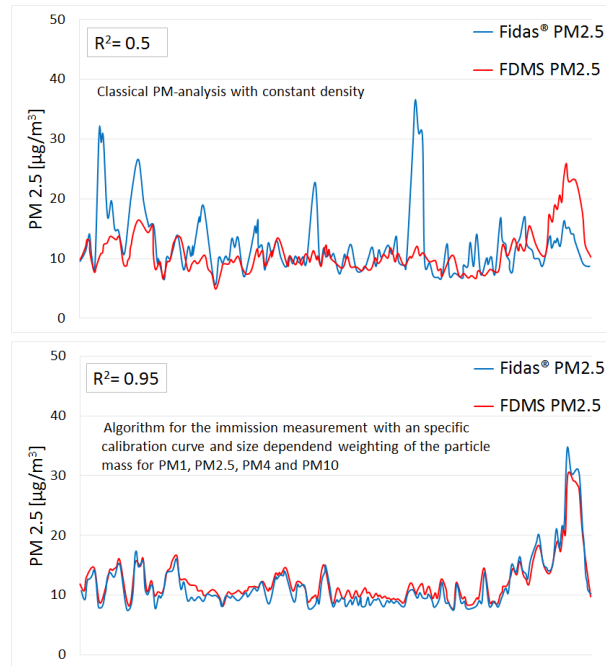 50
R²= 0.5
Fidas® PM2.5
FDMS PM2.5
40
Classical PM-analysis with constant density
30
PM 2.5 [µg/m³]
20
10
0
50
R²= 0.95
Fidas® PM2.5
FDMS PM2.5
40
Algorithm for the immission measurement with an specific
calibration curve and size dependend weighting of the particle
mass for PM1, PM2.5, PM4 and PM10
30
PM 2.5 [µg/m³]
20
10
0